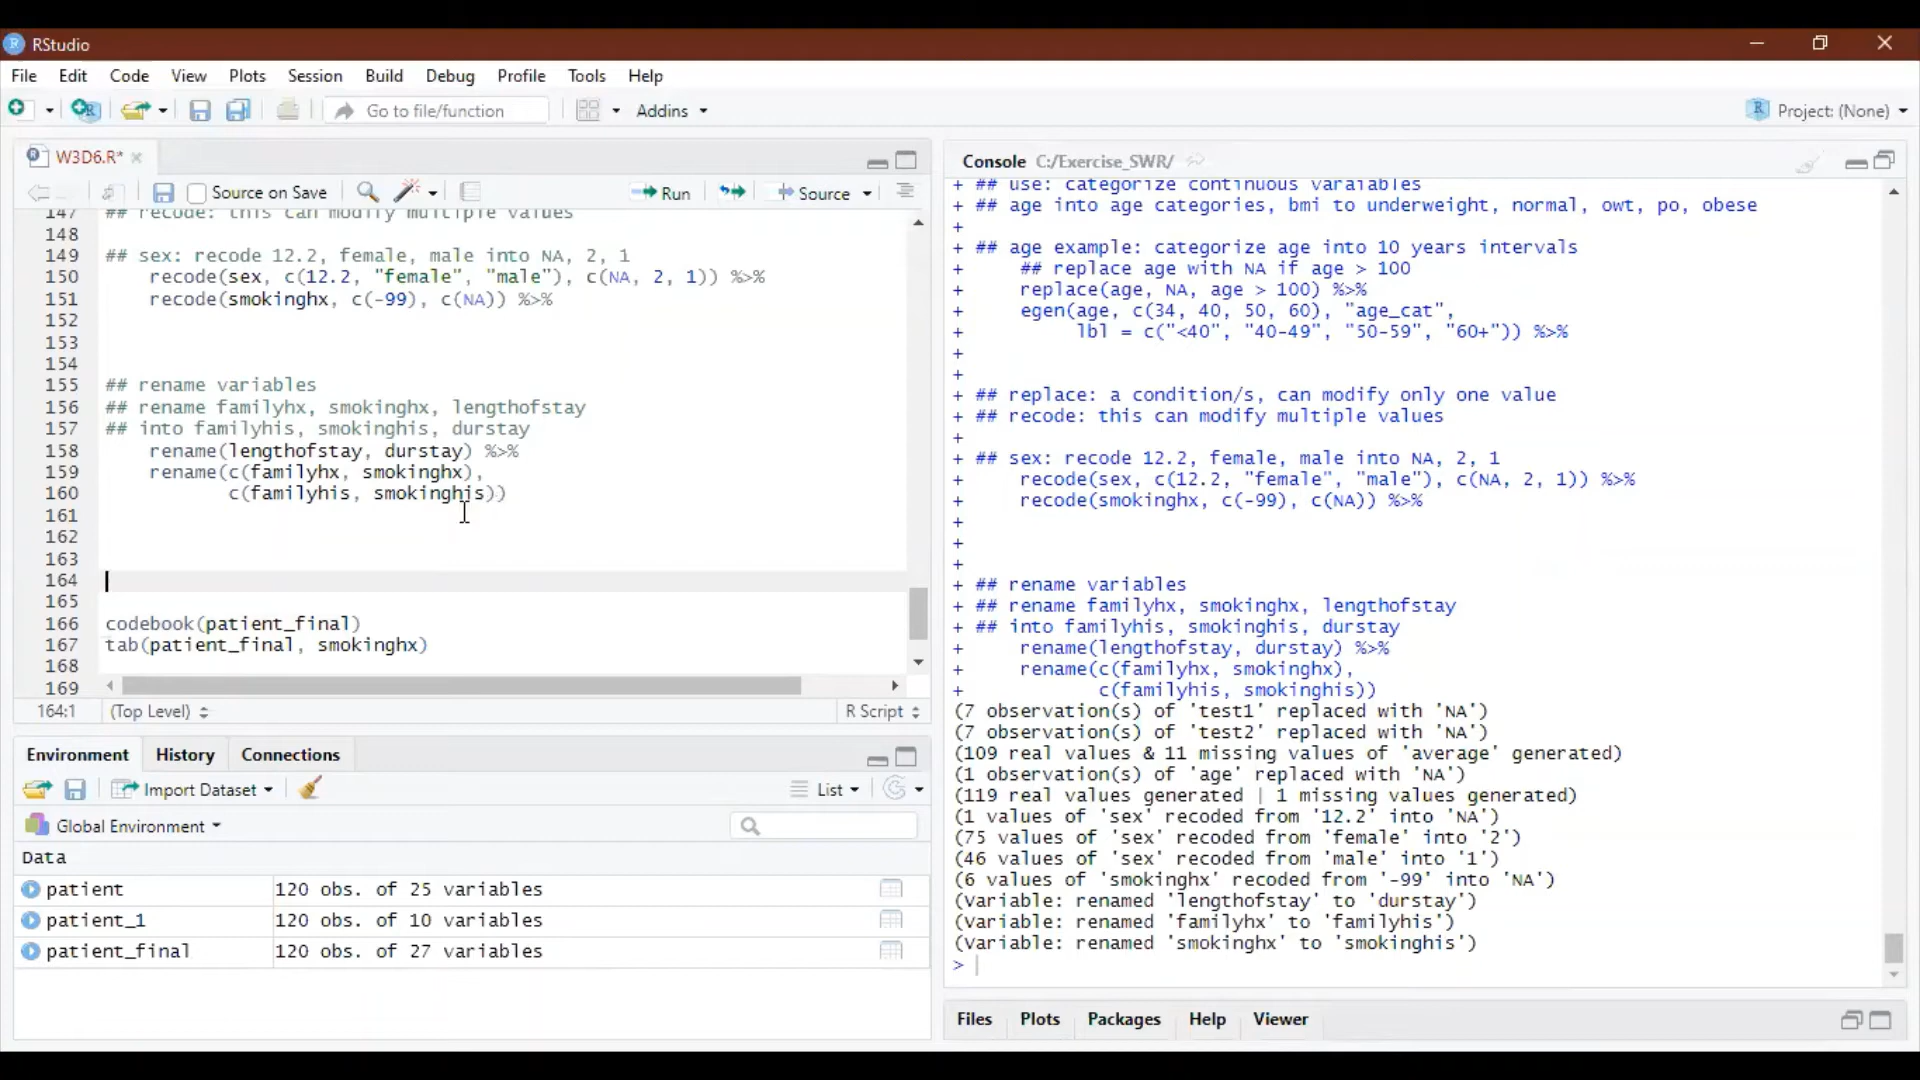 RStudio
File Edit Code View Plots Session Build Debug Profile Tools Help
Go to file/function Addins Project: (None)
W3D6.R*
Source on Save Run Source
147 ## recode: this can modify multiple values
148
149 ## sex: recode 12.2, female, male into NA, 2, 1
150 recode(sex, c(12.2, "female", "male"), c(NA, 2, 1)) %>%
151 recode(smokinghx, c(-99), c(NA)) %>%
152
153
154
155 ## rename variables
156 ## rename familyhx, smokinghx, lengthofstay
157 ## into familyhis, smokinghis, durstay
158 rename(lengthofstay, durstay) %>%
159 rename(c(familyhx, smokinghx),
160 c(familyhis, smokinghis))
161
162
163
164
165
166 codebook(patient_final)
167 tab(patient_final, smokinghx)
168
169
164:1 (Top Level) R Script
Environment History Connections
Import Dataset List
Global Environment
Data
patient 120 obs. of 25 variables
patient_1 120 obs. of 10 variables
patient_final 120 obs. of 27 variables
Console C:/Exercise_SWR/
+ ## use: categorize continuous varaiables
+ ## age into age categories, bmi to underweight, normal, owt, po, obese
+
+ ## age example: categorize age into 10 years intervals
+ ## replace age with NA if age > 100
+ replace(age, NA, age > 100) %>%
+ egen(age, c(34, 40, 50, 60), "age_cat",
+ lbl = c("<40", "40-49", "50-59", "60+")) %>%
+
+
+ ## replace: a condition/s, can modify only one value
+ ## recode: this can modify multiple values
+
+ ## sex: recode 12.2, female, male into NA, 2, 1
+ recode(sex, c(12.2, "female", "male"), c(NA, 2, 1)) %>%
+ recode(smokinghx, c(-99), c(NA)) %>%
+
+
+
+ ## rename variables
+ ## rename familyhx, smokinghx, lengthofstay
+ ## into familyhis, smokinghis, durstay
+ rename(lengthofstay, durstay) %>%
+ rename(c(familyhx, smokinghx),
+ c(familyhis, smokinghis))
(7 observation(s) of 'test1' replaced with 'NA')
(7 observation(s) of 'test2' replaced with 'NA')
(109 real values & 11 missing values of 'average' generated)
(1 observation(s) of 'age' replaced with 'NA')
(119 real values generated | 1 missing values generated)
(1 values of 'sex' recoded from '12.2' into 'NA')
(75 values of 'sex' recoded from 'female' into '2')
(46 values of 'sex' recoded from 'male' into '1')
(6 values of 'smokinghx' recoded from '-99' into 'NA')
(Variable: renamed 'lengthofstay' to 'durstay')
(Variable: renamed 'familyhx' to 'familyhis')
(Variable: renamed 'smokinghx' to 'smokinghis')
>
Files Plots Packages Help Viewer